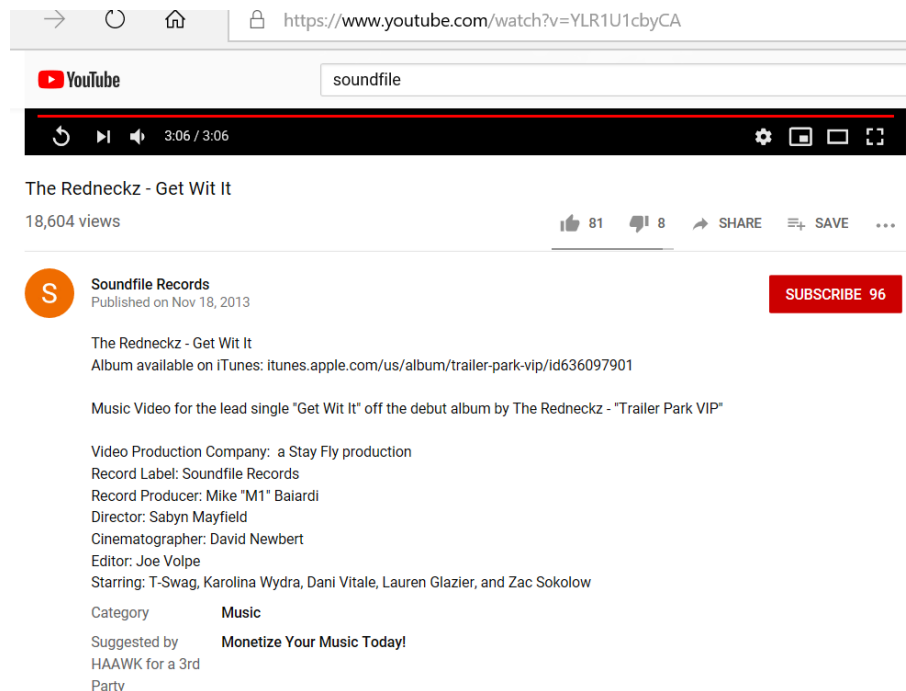 https://www.youtube.com/watch?v=YLR1U1cbyCA
YouTube
soundfile
3:06 / 3:06
The Redneckz - Get Wit It
18,604 views
81 8 SHARE SAVE
S
Soundfile Records
Published on Nov 18, 2013
SUBSCRIBE 96
The Redneckz - Get Wit It
Album available on iTunes: itunes.apple.com/us/album/trailer-park-vip/id636097901
Music Video for the lead single "Get Wit It" off the debut album by The Redneckz - "Trailer Park VIP"
Video Production Company: a Stay Fly production
Record Label: Soundfile Records
Record Producer: Mike "M1" Baiardi
Director: Sabyn Mayfield
Cinematographer: David Newbert
Editor: Joe Volpe
Starring: T-Swag, Karolina Wydra, Dani Vitale, Lauren Glazier, and Zac Sokolow
Category Music
Suggested by Monetize Your Music Today!
HAAWK for a 3rd
Party